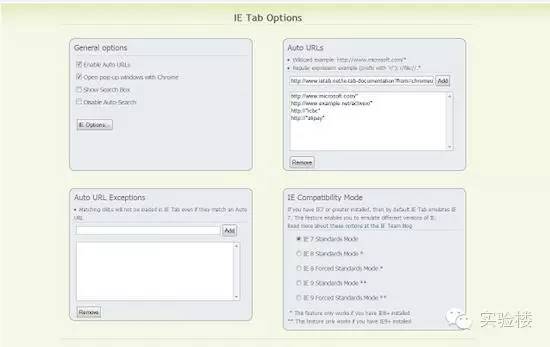 IE Tab Options
General options
Enable Auto URLs
Open pop-up windows with Chrome
Show Search Box
Disable Auto-Search
IE Options...
Auto URLs
Wildcard example: http://www.microsoft.com/*
Regular expression example (prefix with
http://www.ietab.net/ie-tab-documentation?from=chromeurl
Add
http://www.microsoft.com/*
http://www.example.net/activex/*
http://*icbc*
http://*alipay*
Remove
Auto URL Exceptions
Matching URLs will not be loaded in IE Tab even if they match an Auto
URL
Add
Remove
IE Compatibility Mode
If you have IE7 or greater installed, then by default IE Tab emulates IE
7. The feature enables you to emulate different versions of IE.
Read more about these options at the IE Team Blog
IE 7 Standards Mode
IE 8 Standards Mode *
IE 8 Forced Standards Mode *
IE 9 Standards Mode **
IE 9 Forced Standards Mode **
* The feature only works if you have IE8+ installed
** The feature only works if you have IE9+ installed
实验楼